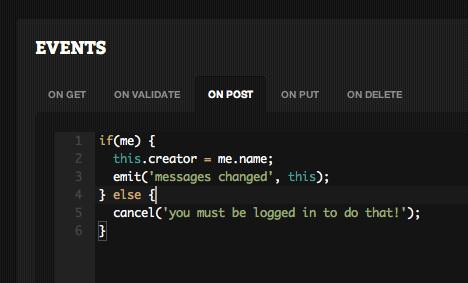 EVENTS
ON GET ON VALIDATE ON POST ON PUT ON DELETE
1 if(me) {
2   this.creator = me.name;
3   emit('messages changed', this);
4 } else {
5   cancel('you must be logged in to do that!');
6 }